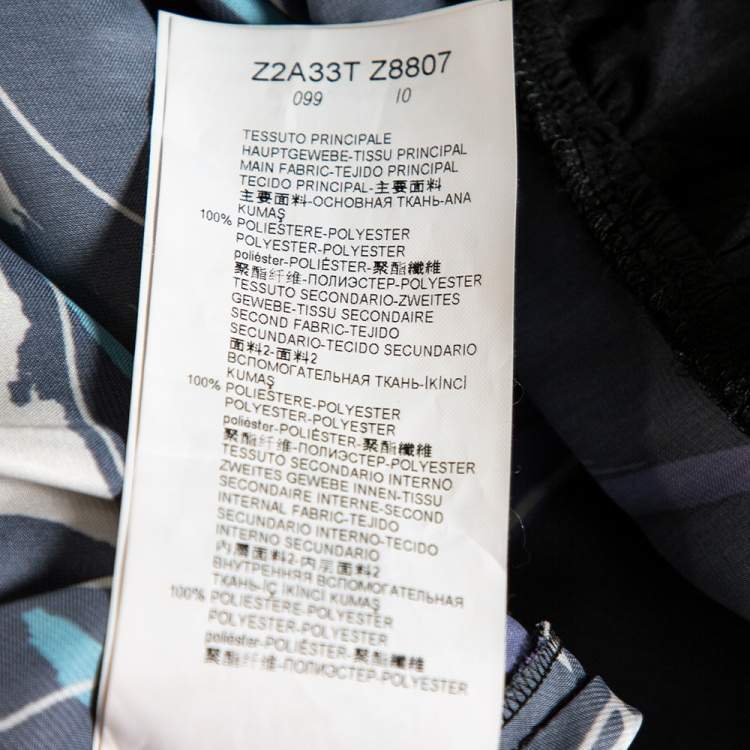 Z2A33T Z8807
099 10
TESSUTO PRINCIPALE
HAUPTGEWEBE-TISSU PRINCIPAL
MAIN FABRIC-TEJIDO PRINCIPAL
TECIDO PRINCIPAL-主要面料
主要面料-ОСНОВНАЯ ТКАНЬ-ANA
KUMAŞ
100% POLIESTERE-POLYESTER
POLYESTER-POLYESTER
poliéster-POLIÉSTER-聚酯纖維
聚酯纤维-ПОЛИЭСТЕР-POLYESTER
TESSUTO SECONDARIO-ZWEITES
GEWEBE-TISSU SECONDAIRE
SECOND FABRIC-TEJIDO
SECUNDARIO-TECIDO SECUNDARIO
面料2-面料2
ВСПОМОГАТЕЛЬНАЯ ТКАНЬ-İKİNCİ
KUMAŞ
100% POLIESTERE-POLYESTER
POLYESTER-POLYESTER
poliéster-POLIÉSTER-聚酯纖維
聚酯纤维-ПОЛИЭСТЕР-POLYESTER
TESSUTO SECONDARIO INTERNO
ZWEITES GEWEBE INNEN-TISSU
SECONDAIRE INTERNE-SECOND
INTERNAL FABRIC-TEJIDO
SECUNDARIO INTERNO-TECIDO
INTERNO SECUNDARIO
内層面料2-内层面料2
ВНУТРЕННЯЯ ВСПОМОГАТЕЛЬНАЯ
ТКАНЬ-İÇ İKİNCİ KUMAŞ
100% POLIESTERE-POLYESTER
POLYESTER-POLYESTER
poliéster-POLIÉSTER-聚酯纖維
聚酯纤维-ПОЛИЭСТЕР-POLYESTER